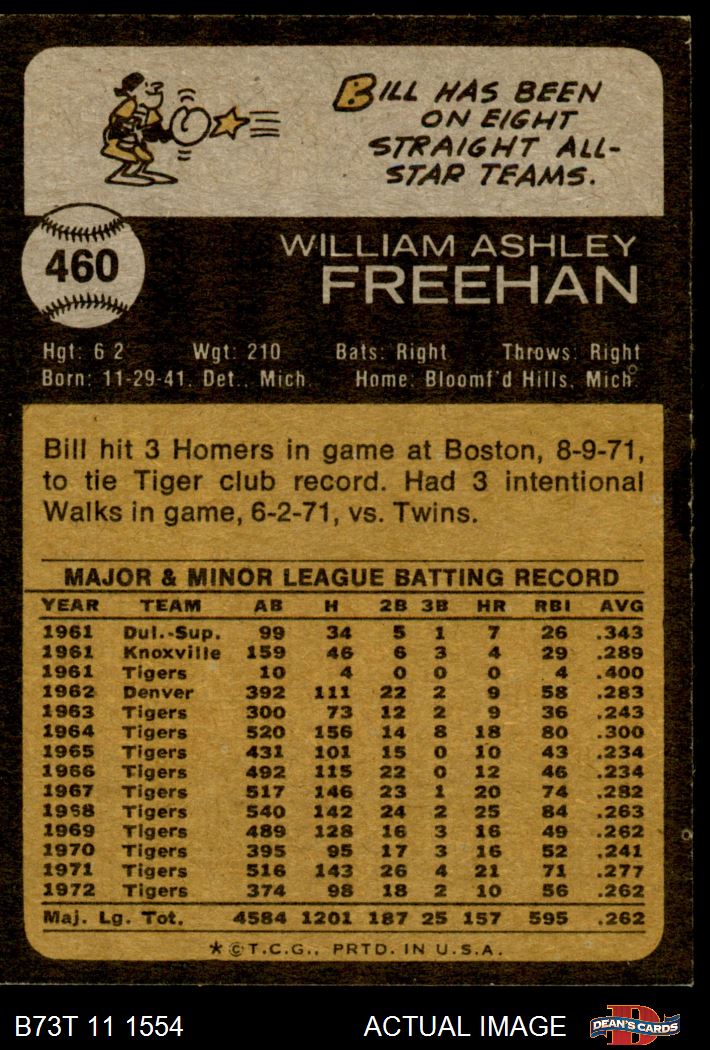 BILL HAS BEEN
ON EIGHT
STRAIGHT ALL-
STAR TEAMS.
460
WILLIAM ASHLEY
FREEHAN
Hgt: 6 2 Wgt: 210 Bats: Right Throws: Right
Born: 11-29-41, Det., Mich. Home: Bloomf'd Hills, Mich.
Bill hit 3 Homers in game at Boston, 8-9-71,
to tie Tiger club record. Had 3 intentional
Walks in game, 6-2-71, vs. Twins.
MAJOR & MINOR LEAGUE BATTING RECORD
YEAR TEAM AB H 2B 3B HR RBI AVG
1961 Dul.-Sup. 99 34 5 1 7 26 .343
1961 Knoxville 159 46 6 3 4 29 .289
1961 Tigers 10 4 0 0 0 4 .400
1962 Denver 392 111 22 2 9 58 .283
1963 Tigers 300 73 12 2 9 36 .243
1964 Tigers 520 156 14 8 18 80 .300
1965 Tigers 431 101 15 0 10 43 .234
1966 Tigers 492 115 22 0 12 46 .234
1967 Tigers 517 146 23 1 20 74 .282
1968 Tigers 540 142 24 2 25 84 .263
1969 Tigers 489 128 16 3 16 49 .262
1970 Tigers 395 95 17 3 16 52 .241
1971 Tigers 516 143 26 4 21 71 .277
1972 Tigers 374 98 18 2 10 56 .262
Maj. Lg. Tot. 4584 1201 187 25 157 595 .262
★ © T.C.G., PRTD. IN U.S.A.
B73T 11 1554 ACTUAL IMAGE DEAN'S CARDS